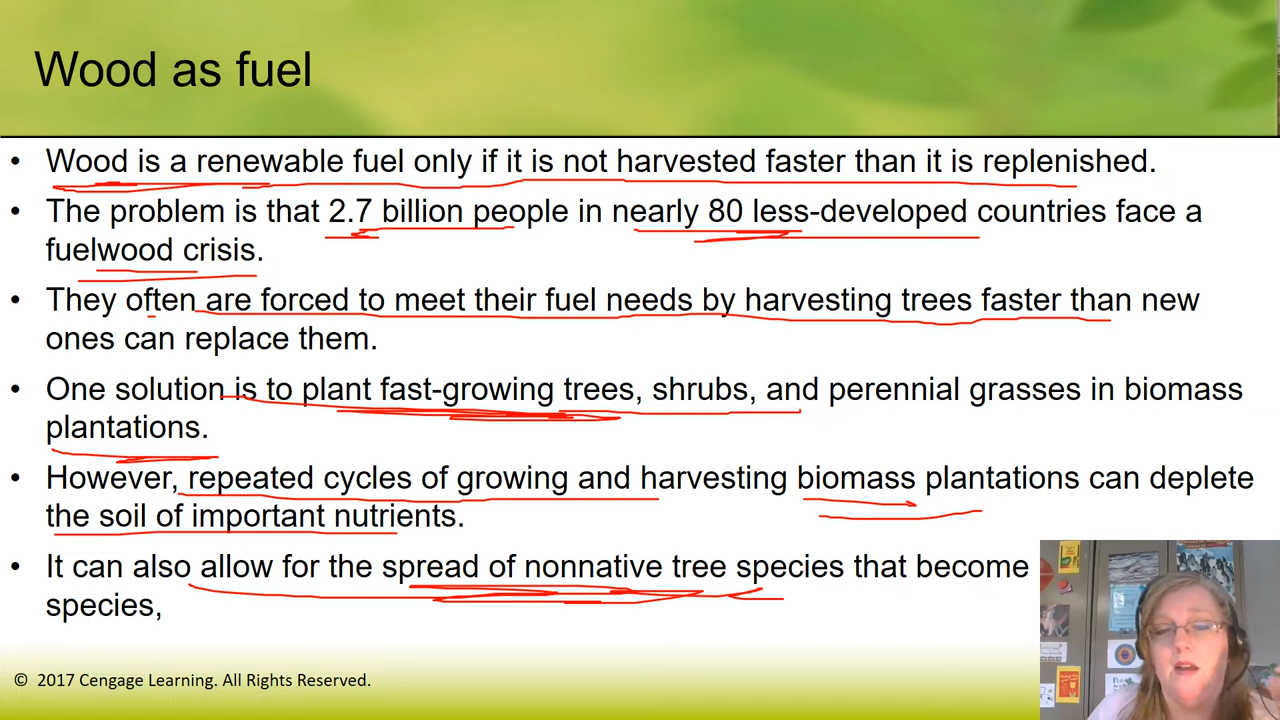 Wood as fuel
• Wood is a renewable fuel only if it is not harvested faster than it is replenished.
• The problem is that 2.7 billion people in nearly 80 less-developed countries face a
fuelwood crisis.
• They often are forced to meet their fuel needs by harvesting trees faster than new
ones can replace them.
• One solution is to plant fast-growing trees, shrubs, and perennial grasses in biomass
plantations.
• However, repeated cycles of growing and harvesting biomass plantations can deplete
the soil of important nutrients.
• It can also allow for the spread of nonnative tree species that become
species,
© 2017 Cengage Learning. All Rights Reserved.